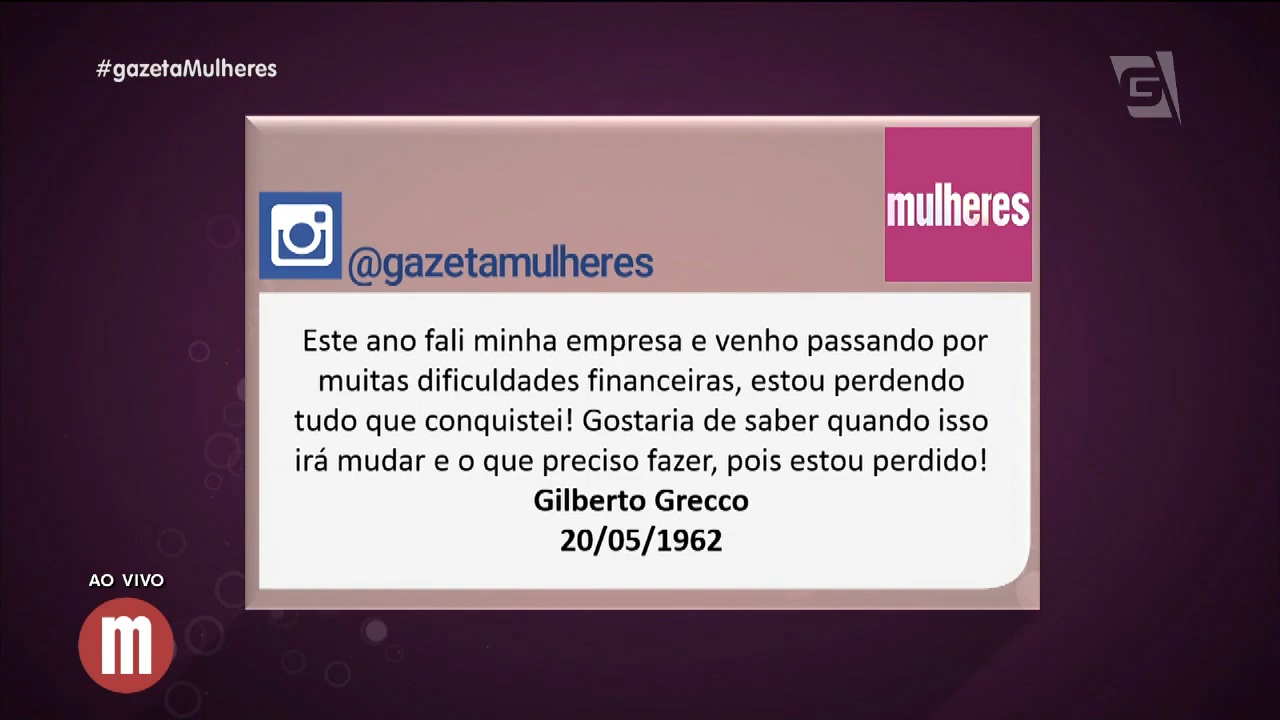 #gazetaMulheres
G
mulheres
@gazetamulheres
Este ano fali minha empresa e venho passando por
muitas dificuldades financeiras, estou perdendo
tudo que conquistei! Gostaria de saber quando isso
irá mudar e o que preciso fazer, pois estou perdido!
Gilberto Grecco
20/05/1962
AO VIVO
m